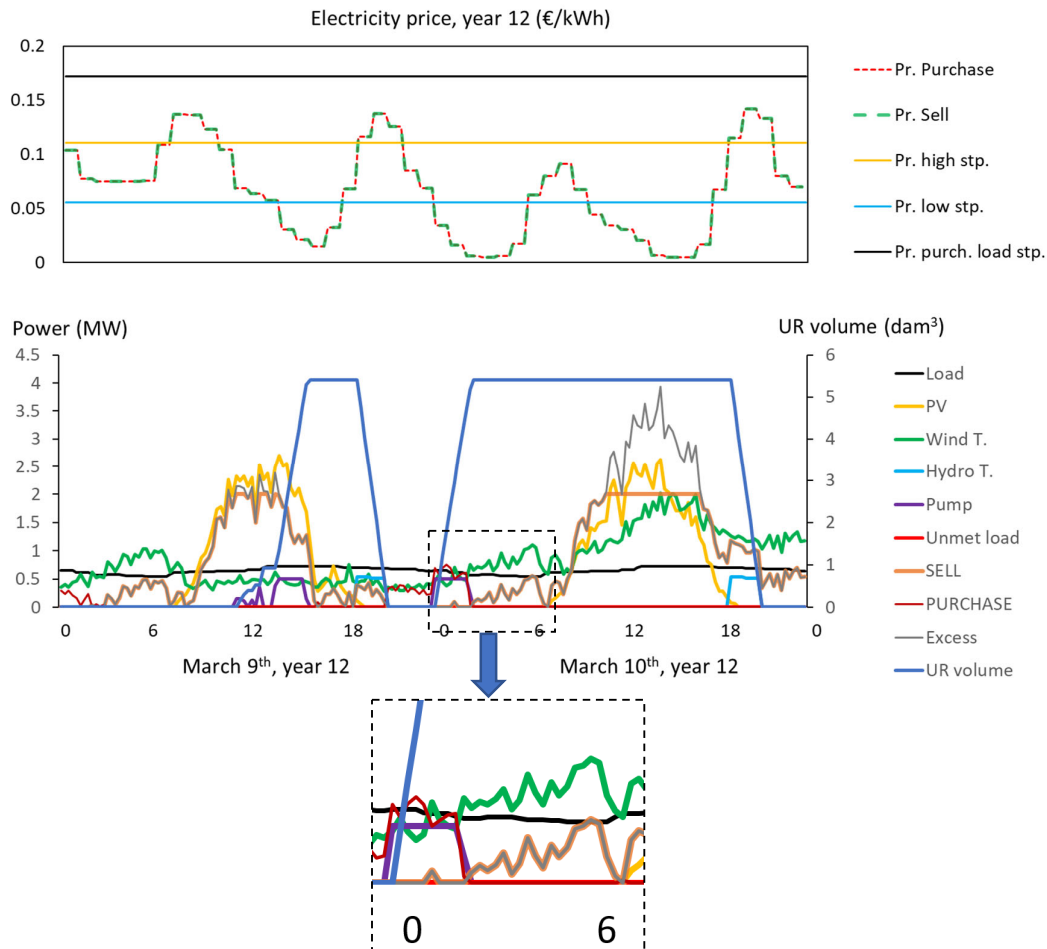 Electricity price, year 12 (€/kWh)
0.2
0.15
0.1
0.05
0
Pr. Purchase
Pr. Sell
Pr. high stp.
Pr. low stp.
Pr. purch. load stp.
Power (MW)
UR volume (dam³)
4.5
4
3.5
3
2.5
2
1.5
1
0.5
0
6
5
4
3
2
1
0
Load
PV
Wind T.
Hydro T.
Pump
Unmet load
SELL
PURCHASE
Excess
UR volume
0 6 12 18 0 6 12 18 0
March 9th, year 12
March 10th, year 12
0 6